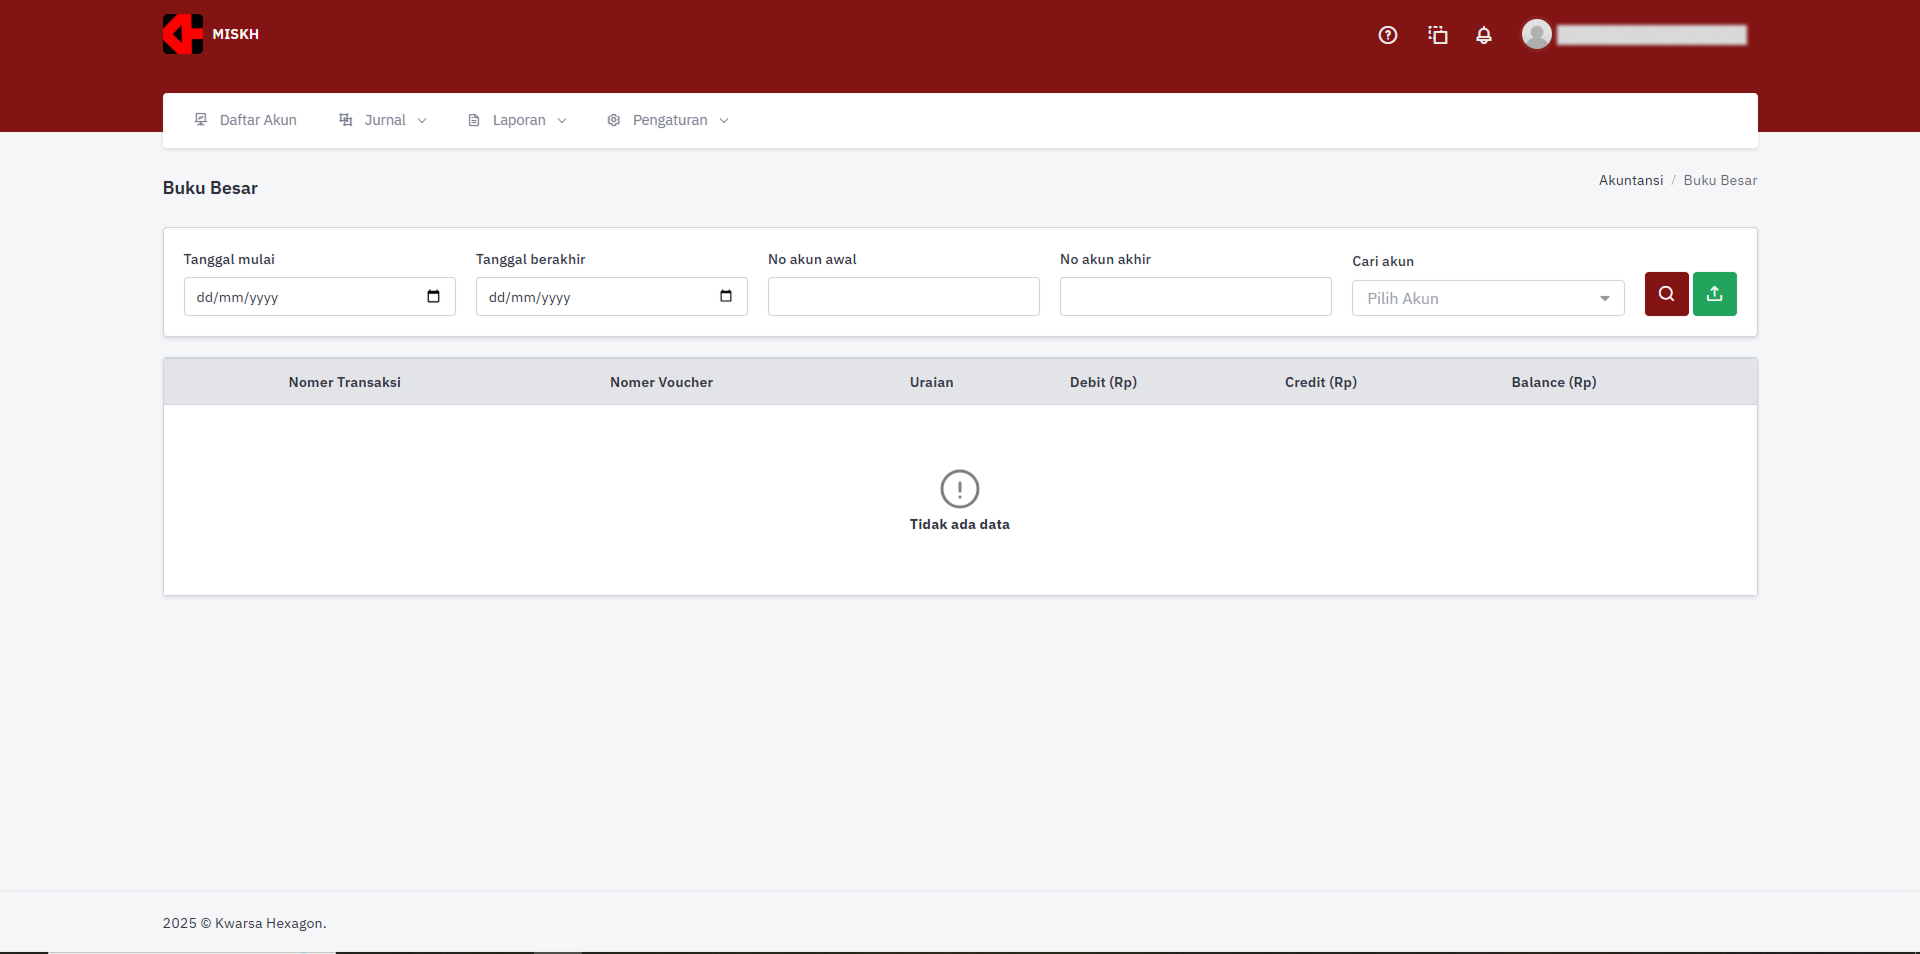 MISKH
Daftar Akun Jurnal Laporan Pengaturan
Buku Besar
Akuntansi / Buku Besar
Tanggal mulai Tanggal berakhir No akun awal No akun akhir Cari akun
dd/mm/yyyy dd/mm/yyyy Pilih Akun
Nomer Transaksi Nomer Voucher Uraian Debit (Rp) Credit (Rp) Balance (Rp)
Tidak ada data
2025 © Kwarsa Hexagon.